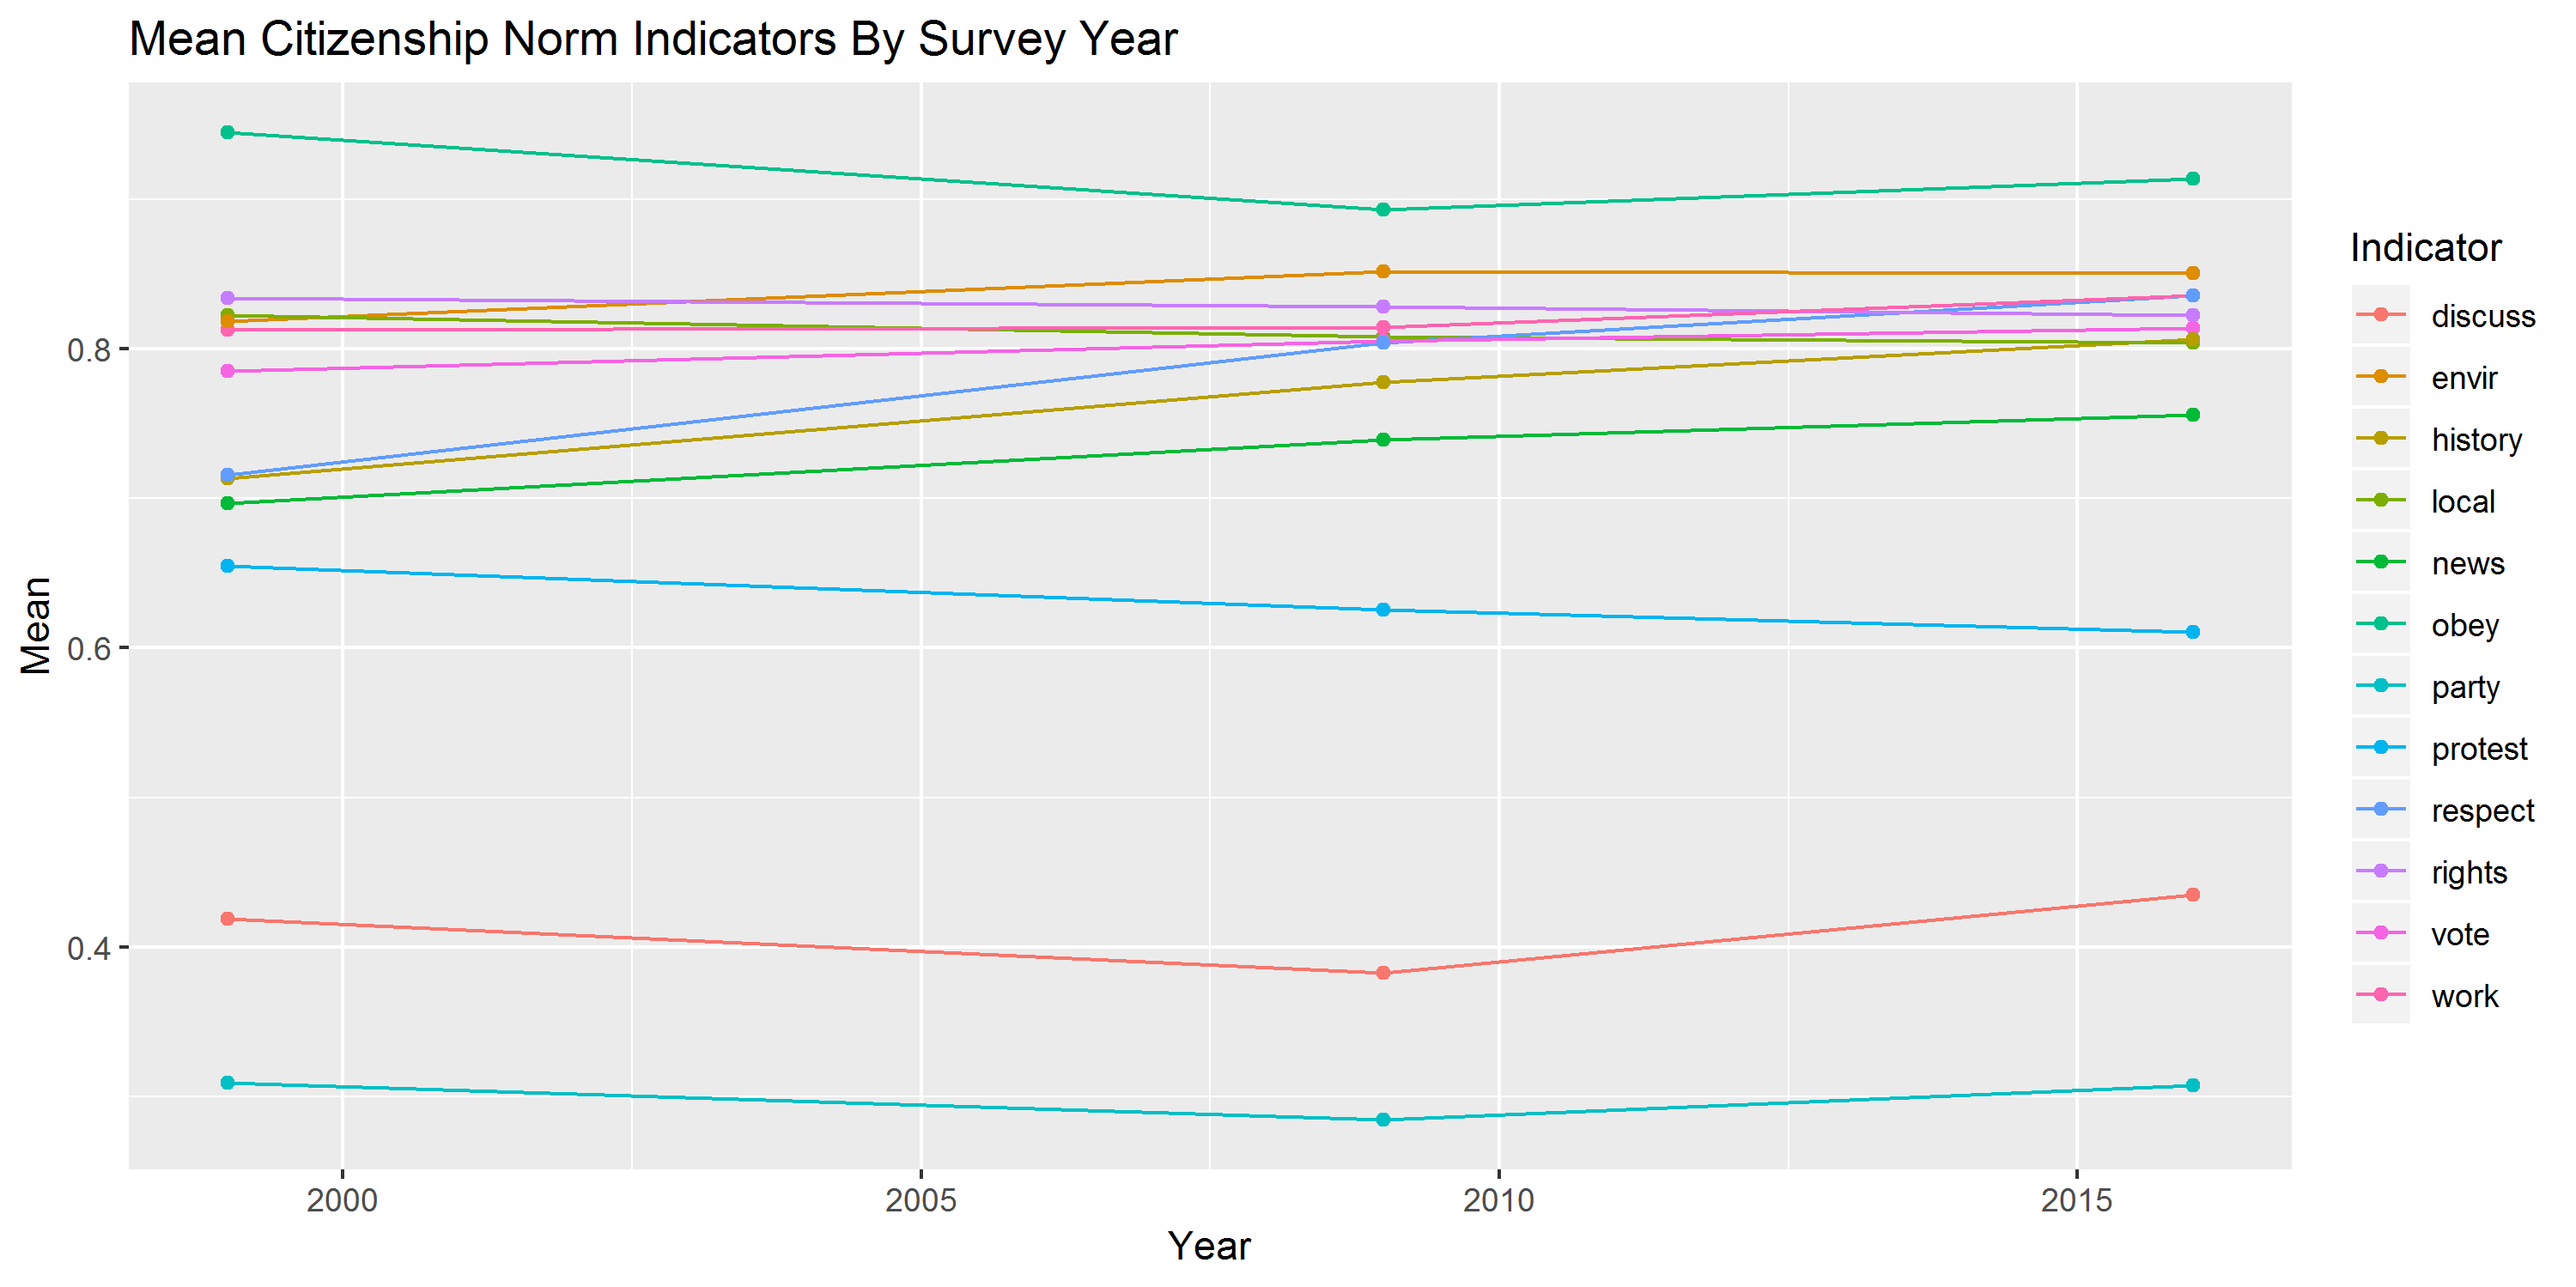 Mean Citizenship Norm Indicators By Survey Year
Mean
0.8
0.6
0.4
2000 2005 2010 2015
Year
Indicator
discuss
envir
history
local
news
obey
party
protest
respect
rights
vote
work